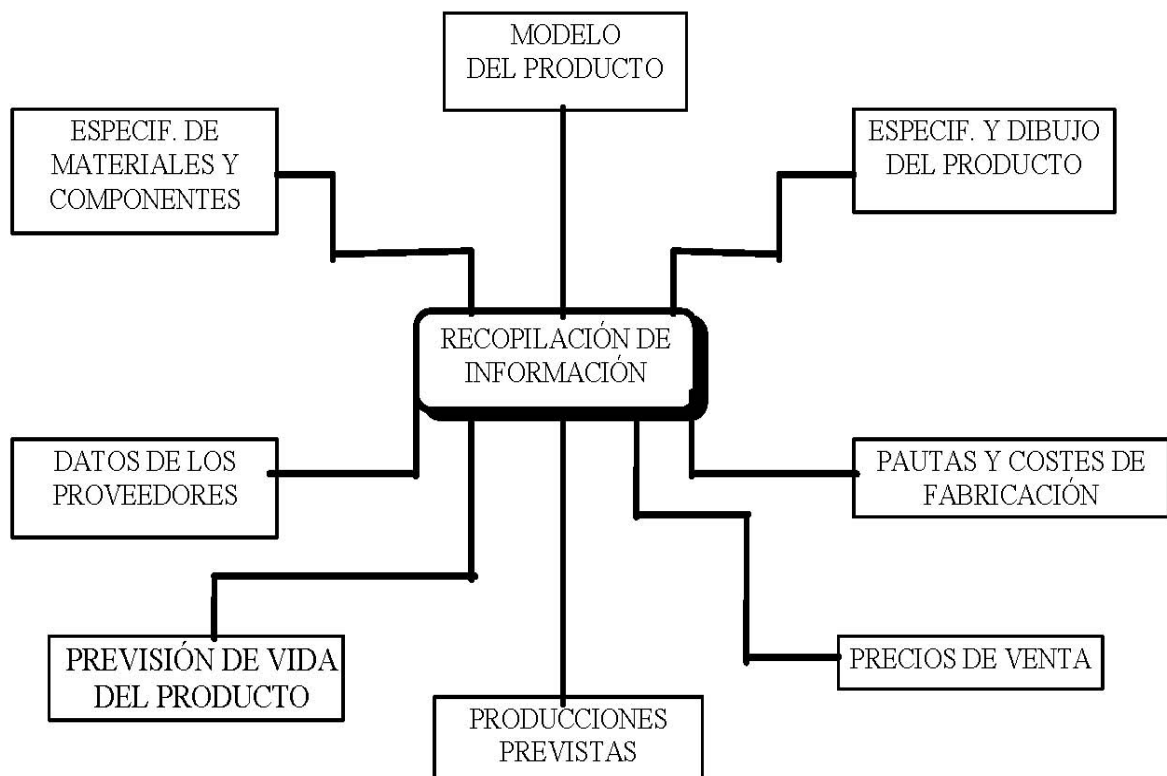 MODELO
DEL PRODUCTO
ESPECIF. DE
MATERIALES Y
COMPONENTES
ESPECIF. Y DIBUJO
DEL PRODUCTO
RECOPILACIÓN DE
INFORMACIÓN
DATOS DE LOS
PROVEEDORES
PAUTAS Y COSTES DE
FABRICACIÓN
PREVISIÓN DE VIDA
DEL PRODUCTO
PRECIOS DE VENTA
PRODUCCIONES
PREVISTAS